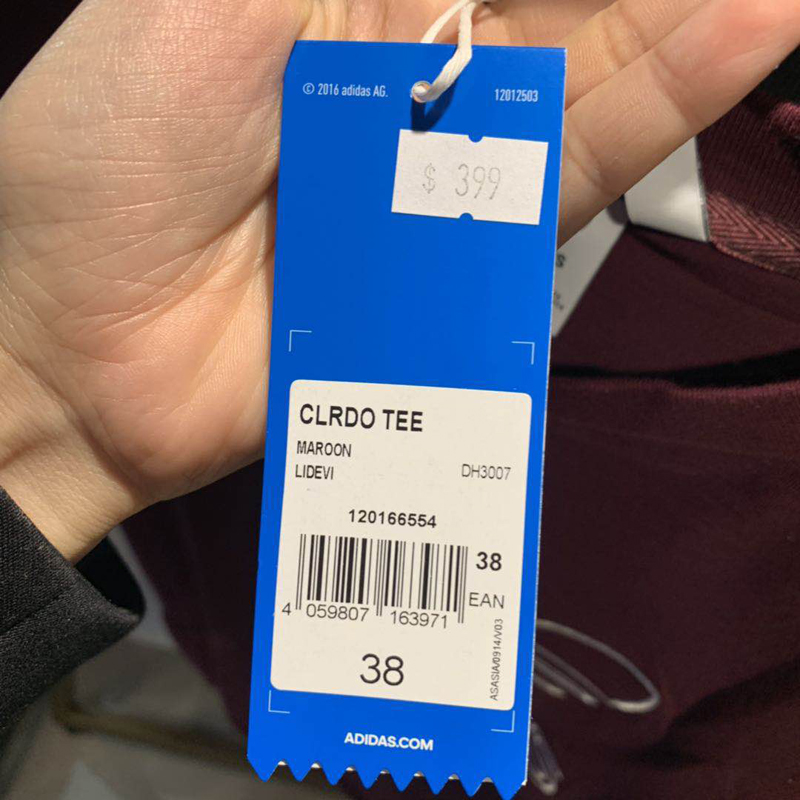 © 2016 adidas AG.
12012503
$ 399
CLRDO TEE
MAROON
LIDEVI
DH3007
120166554
38
EAN
4 059807 163971
38
ASASIA/0914/V03
ADIDAS.COM